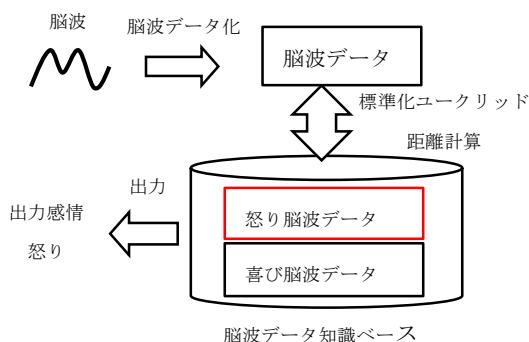 脳波
脳波データ化
脳波データ
標準化ユークリッド
距離計算
出力
出力感情
怒り
怒り脳波データ
喜び脳波データ
脳波データ知識ベース